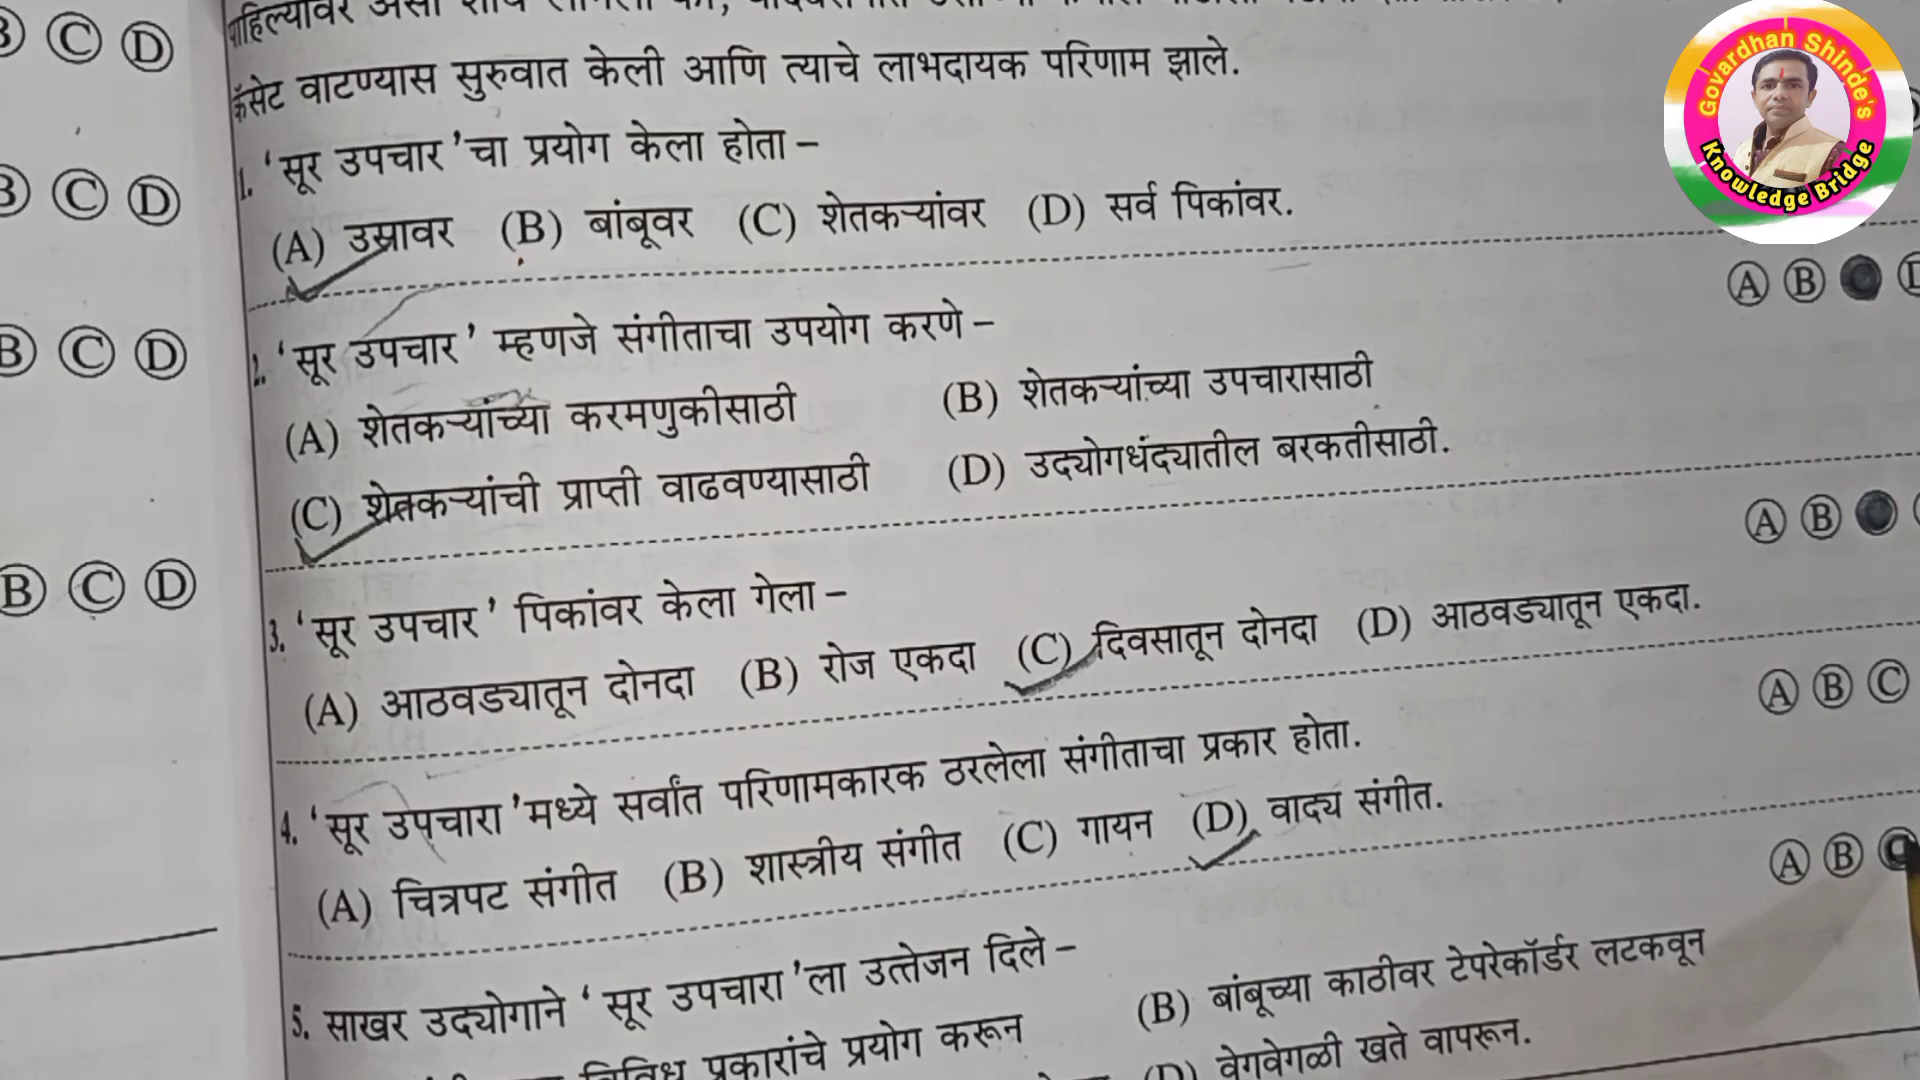 कॅसेट वाटण्यास सुरुवात केली आणि त्याचे लाभदायक परिणाम झाले.
1. ‘सूर उपचार’चा प्रयोग केला होता –
(A) उसावर (B) बांबूवर (C) शेतकऱ्यांवर (D) सर्व पिकांवर.
2. ‘सूर उपचार’ म्हणजे संगीताचा उपयोग करणे –
(A) शेतकऱ्यांच्या करमणुकीसाठी (B) शेतकऱ्यांच्या उपचारासाठी
(C) शेतकऱ्यांची प्राप्ती वाढवण्यासाठी (D) उद्योगधंद्यातील बरकतीसाठी.
3. ‘सूर उपचार’ पिकांवर केला गेला –
(A) आठवड्यातून दोनदा (B) रोज एकदा (C) दिवसातून दोनदा (D) आठवड्यातून एकदा.
4. ‘सूर उपचारा’मध्ये सर्वांत परिणामकारक ठरलेला संगीताचा प्रकार होता.
(A) चित्रपट संगीत (B) शास्त्रीय संगीत (C) गायन (D) वाद्य संगीत.
5. साखर उद्योगाने ‘सूर उपचारा’ला उत्तेजन दिले –
विविध प्रकारांचे प्रयोग करून (B) बांबूच्या काठीवर टेपरेकॉर्डर लटकवून
(D) वेगवेगळी खते वापरून.
C D
C D
B C D
B C D
A B
A B
A B C
A B
Govardhan Shinde's
Knowledge Bridge